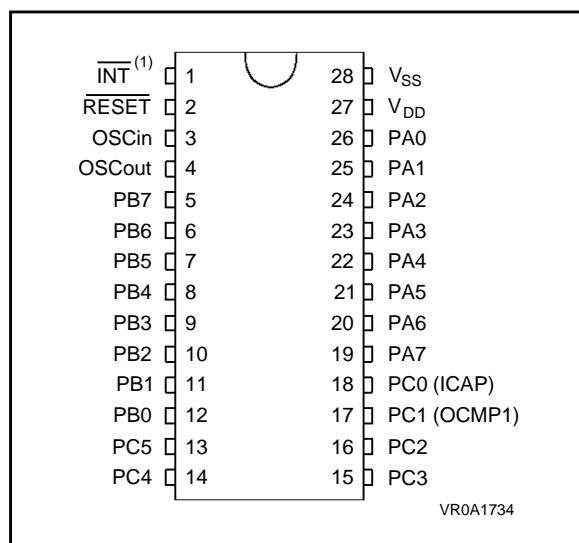 INT (1) 1 28 VSS
RESET 2 27 VDD
OSCin 3 26 PA0
OSCout 4 25 PA1
PB7 5 24 PA2
PB6 6 23 PA3
PB5 7 22 PA4
PB4 8 21 PA5
PB3 9 20 PA6
PB2 10 19 PA7
PB1 11 18 PC0 (ICAP)
PB0 12 17 PC1 (OCMP1)
PC5 13 16 PC2
PC4 14 15 PC3
VR0A1734